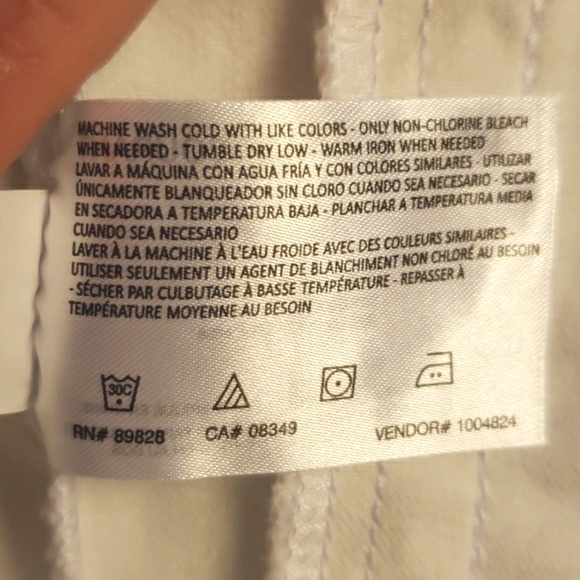 MACHINE WASH COLD WITH LIKE COLORS - ONLY NON-CHLORINE BLEACH
WHEN NEEDED - TUMBLE DRY LOW - WARM IRON WHEN NEEDED
LAVAR A MÁQUINA CON AGUA FRÍA Y CON COLORES SIMILARES - UTILIZAR
ÚNICAMENTE BLANQUEADOR SIN CLORO CUANDO SEA NECESARIO - SECAR
EN SECADORA A TEMPERATURA BAJA - PLANCHAR A TEMPERATURA MEDIA
CUANDO SEA NECESARIO
LAVER À LA MACHINE À L'EAU FROIDE AVEC DES COULEURS SIMILAIRES -
UTILISER SEULEMENT UN AGENT DE BLANCHIMENT NON CHLORÉ AU BESOIN
- SÉCHER PAR CULBUTAGE À BASSE TEMPÉRATURE - REPASSER À
TEMPÉRATURE MOYENNE AU BESOIN
30C
RN# 89828 CA# 08349 VENDOR# 1004824